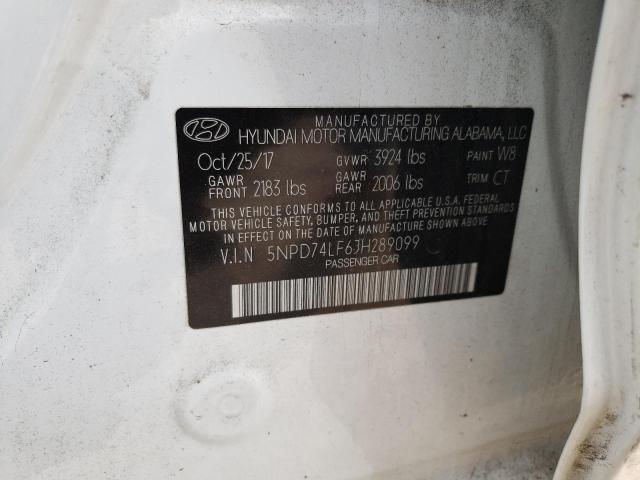 MANUFACTURED BY
HYUNDAI MOTOR MANUFACTURING ALABAMA, LLC
Oct/25/17 GVWR 3924 lbs PAINT W8
GAWR FRONT 2183 lbs GAWR REAR 2006 lbs TRIM CT
THIS VEHICLE CONFORMS TO ALL APPLICABLE U.S.A. FEDERAL
MOTOR VEHICLE SAFETY, BUMPER, AND THEFT PREVENTION STANDARDS
IN EFFECT ON THE DATE OF MANUFACTURE SHOWN ABOVE.
V.I.N 5NPD74LF6JH289099
PASSENGER CAR